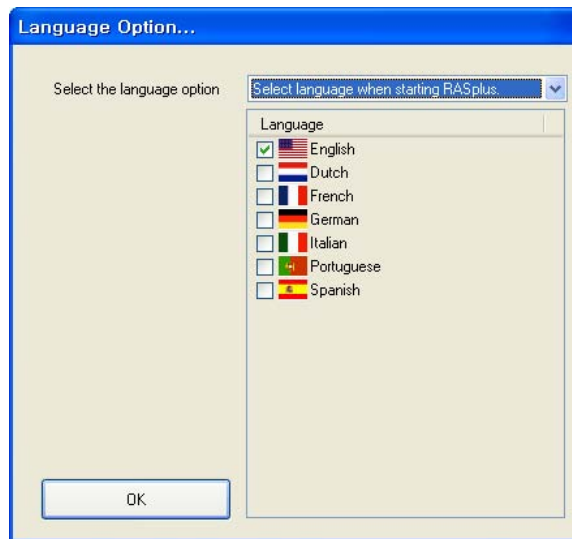 Language Option...
Select the language option
Select language when starting RASplus.
Language
English
Dutch
French
German
Italian
Portuguese
Spanish
OK